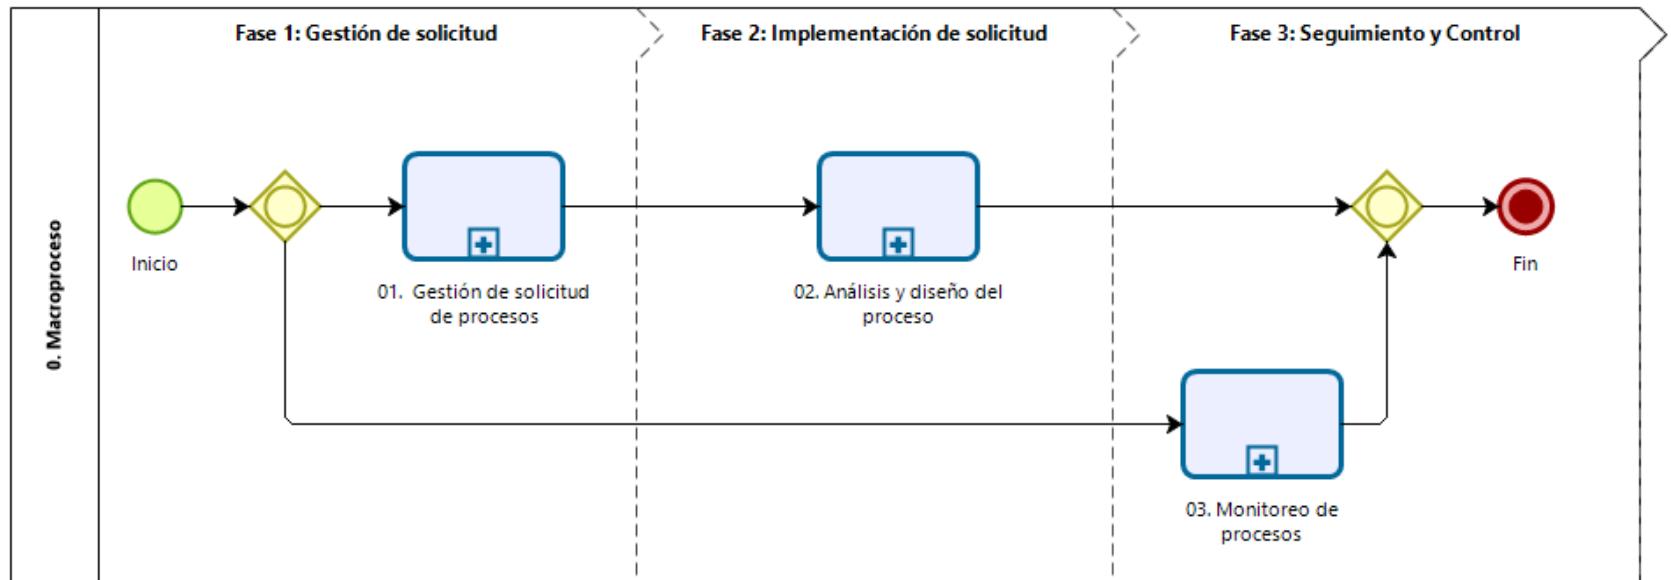 Fase 1: Gestión de solicitud
Fase 2: Implementación de solicitud
Fase 3: Seguimiento y Control
0. Macroproceso
Inicio
01.  Gestión de solicitud
de procesos
02. Análisis y diseño del
proceso
Fin
03. Monitoreo de
procesos